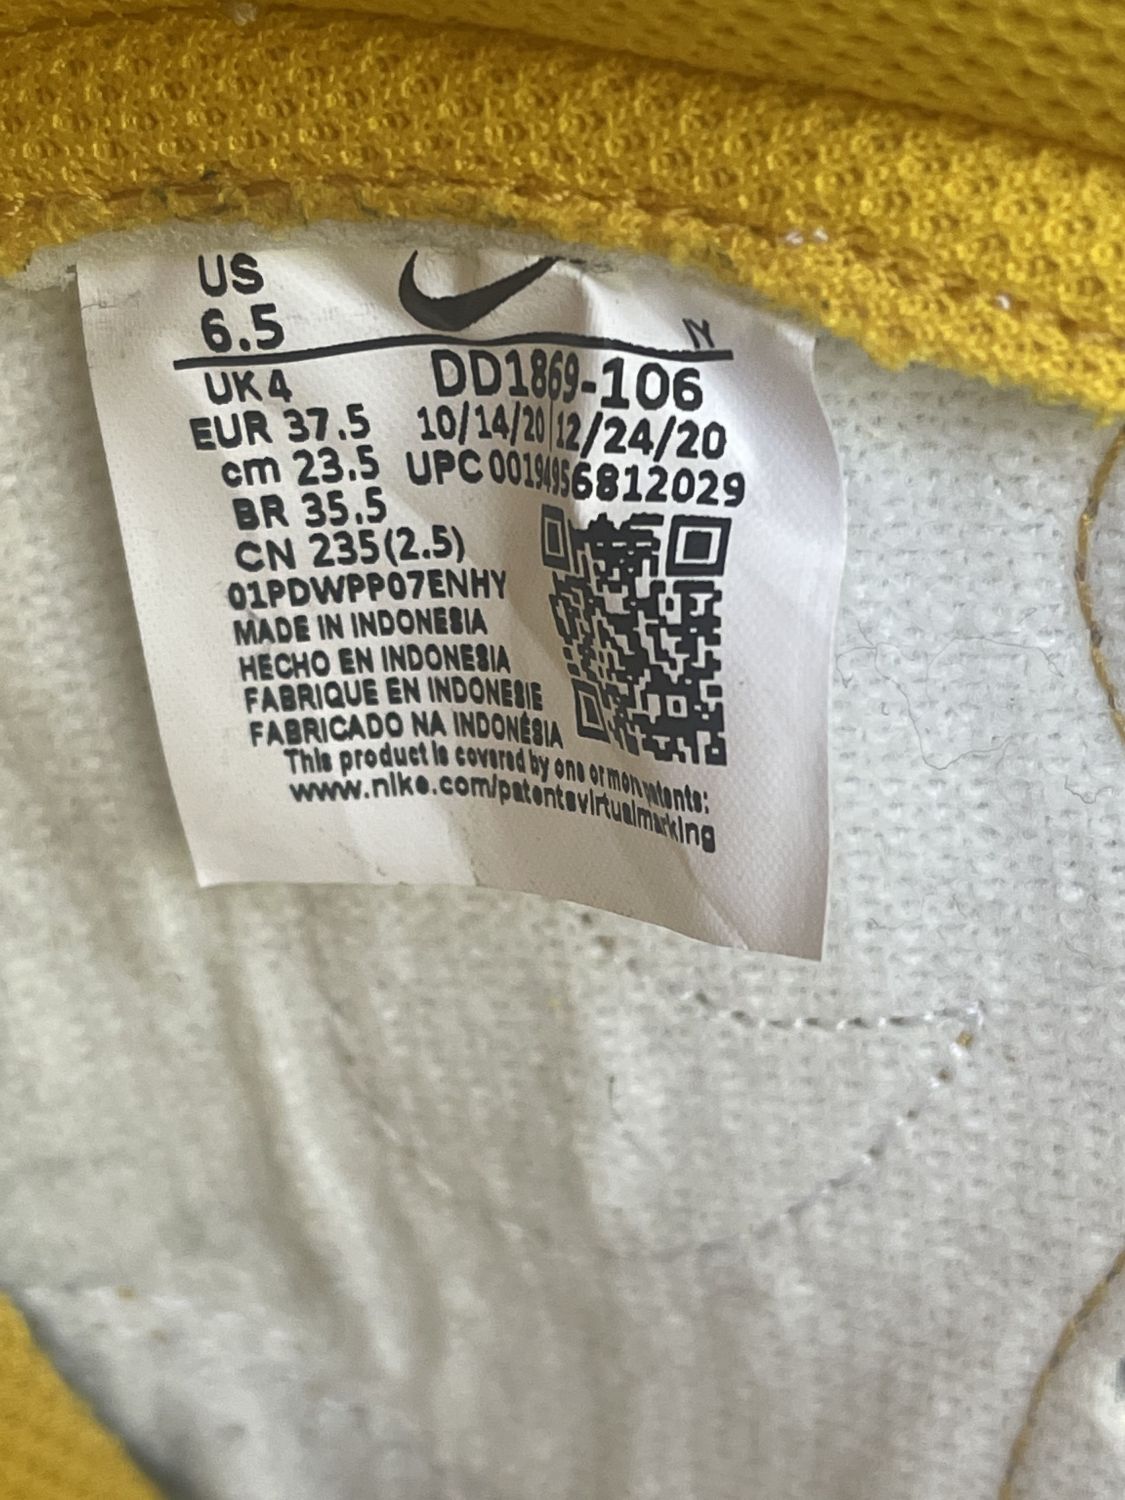 US
6.5
IY
UK 4
DD1869-106
EUR 37.5
10/14/20 12/24/20
cm 23.5
UPC 00194956812029
BR 35.5
CN 235(2.5)
01PDWPP07ENHY
MADE IN INDONESIA
HECHO EN INDONESIA
FABRIQUE EN INDONESIE
FABRICADO NA INDONÉSIA
This product is covered by one or more patents:
www.nike.com/patentsvirtualmarking